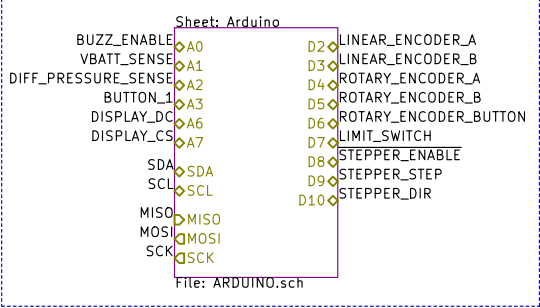 Sheet: Arduino
BUZZ_ENABLE A0 D2 LINEAR_ENCODER_A
VBATT_SENSE A1 D3 LINEAR_ENCODER_B
DIFF_PRESSURE_SENSE A2 D4 ROTARY_ENCODER_A
BUTTON_1 A3 D5 ROTARY_ENCODER_B
DISPLAY_DC A6 D6 ROTARY_ENCODER_BUTTON
DISPLAY_CS A7 D7 LIMIT_SWITCH
D8 STEPPER_ENABLE
SDA SDA D9 STEPPER_STEP
SCL SCL D10 STEPPER_DIR
MISO MISO
MOSI MOSI
SCK SCK
File: ARDUINO.sch